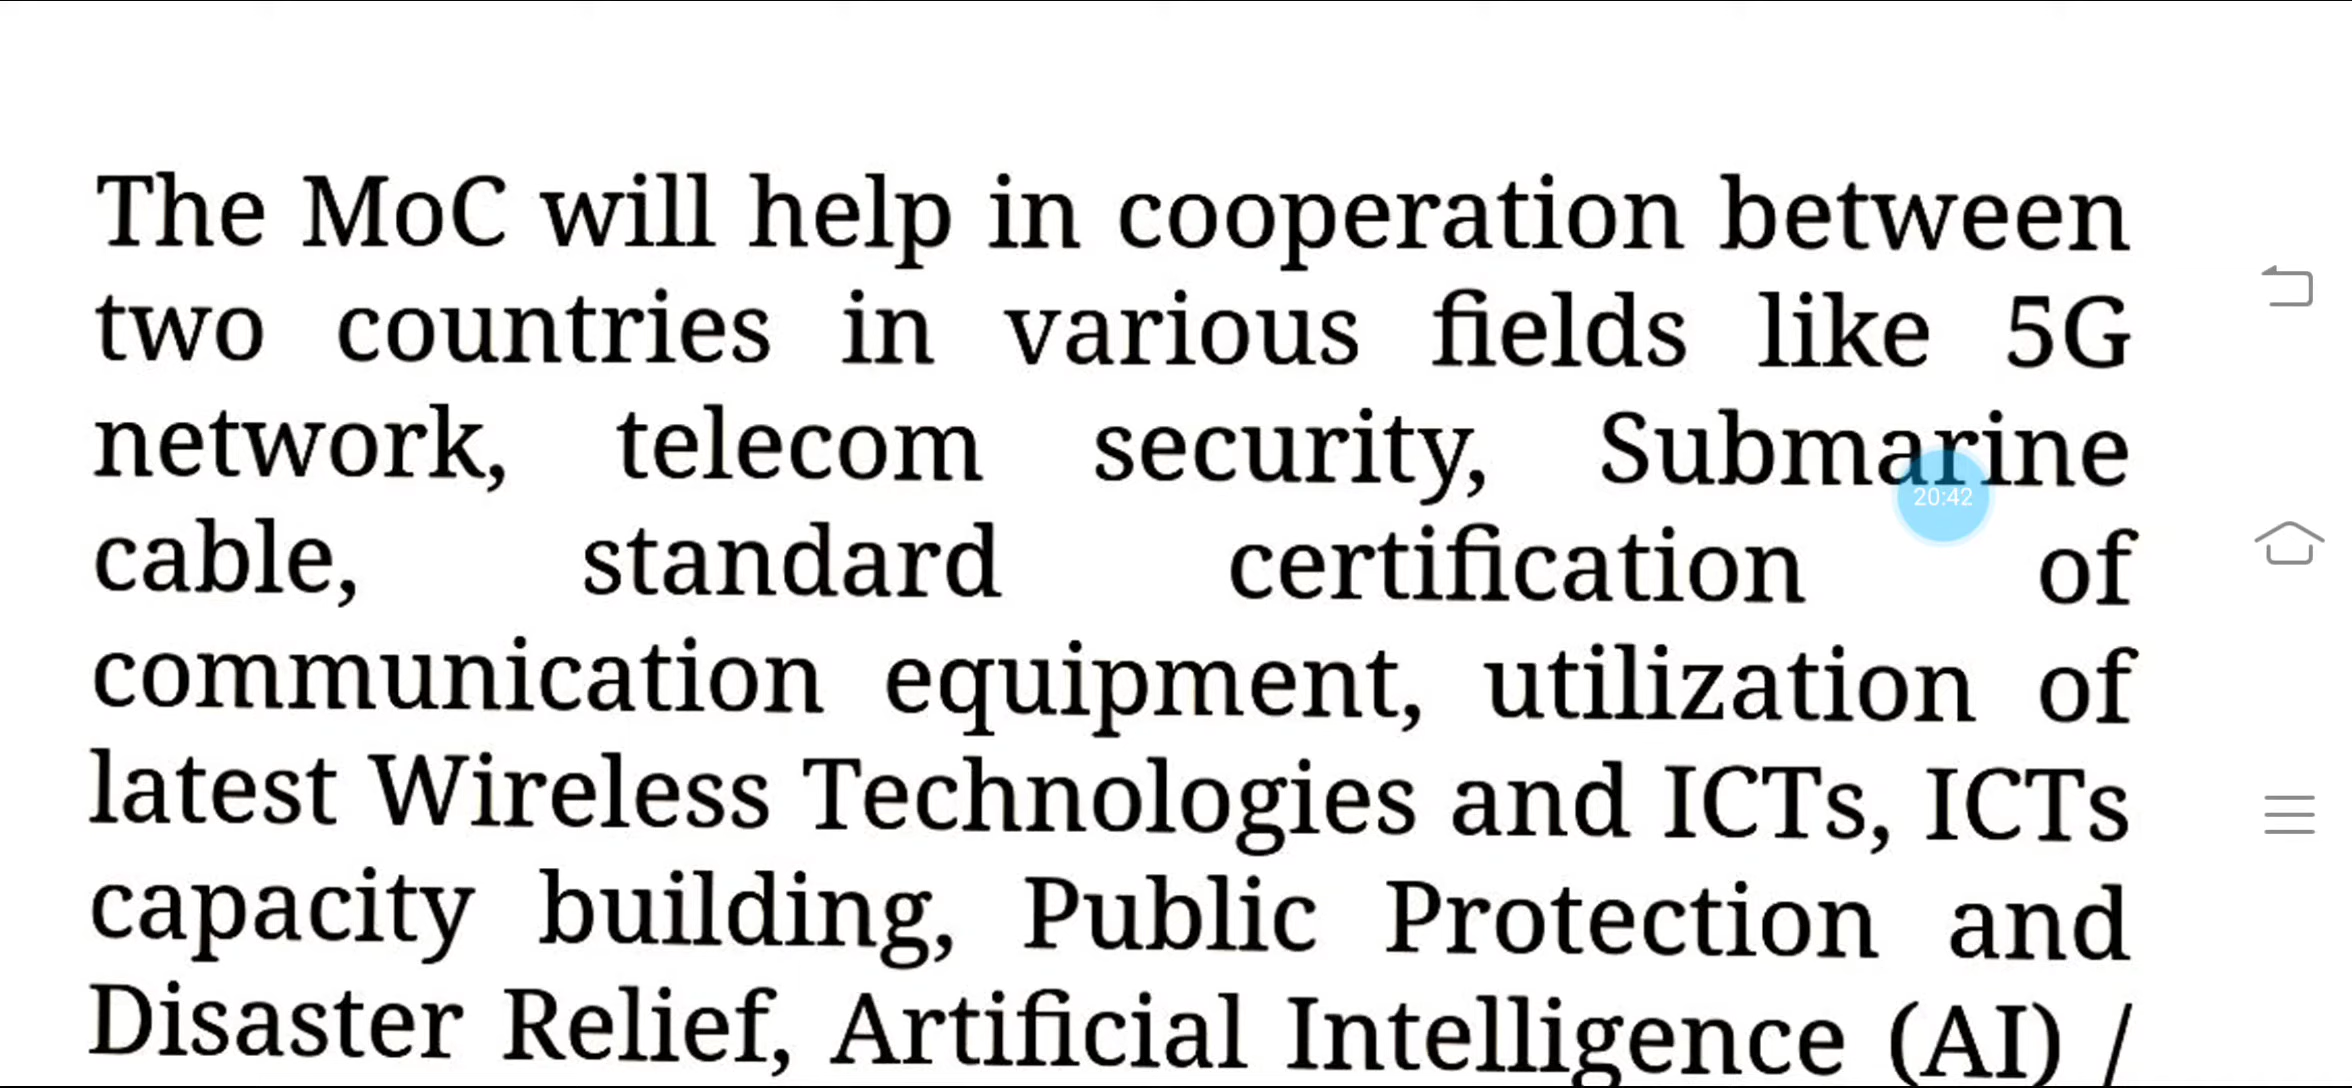 The MoC will help in cooperation between
two countries in various fields like 5G
network, telecom security, Submarine
20:42
cable, standard certification of
communication equipment, utilization of
latest Wireless Technologies and ICTs, ICTs
capacity building, Public Protection and
Disaster Relief, Artificial Intelligence (AI) /